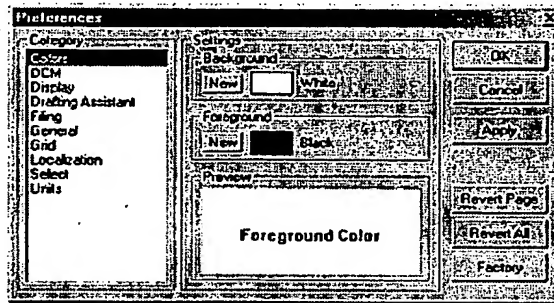 Preferences
Category
Colors
DCM
Display
Drafting Assistant
Filing
General
Grid
Localization
Select
Units
Settings
Background
New White
Foreground
New Black
Preview
Foreground Color
OK
Cancel
Apply
Revert Page
Revert All
Factory